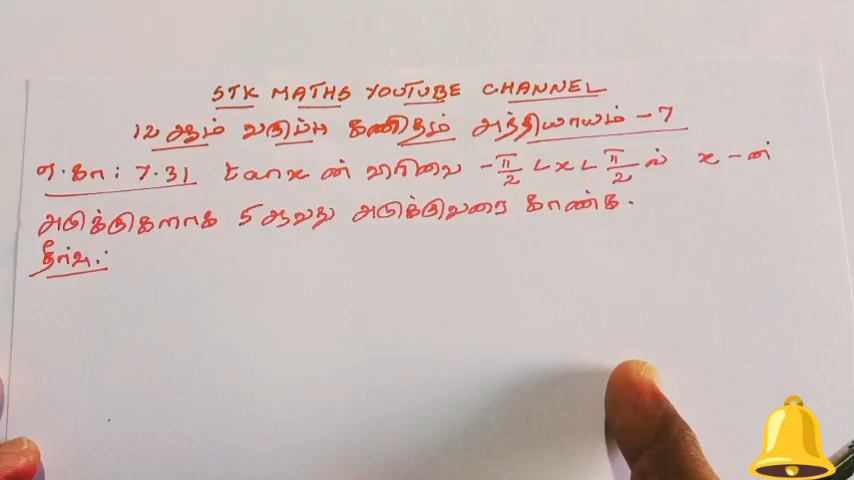 STK MATHS YOUTUBE CHANNEL
12 ஆம் வகுப்பு கணிதம் அத்தியாயம் - 7
எ.கா : 7.31 tan x ன் விரிவை -π/2 < x < π/2 ல் x - ன்
அடுக்குகளாக 5 ஆவது அடுக்குவரை காண்க.
தீர்வு :